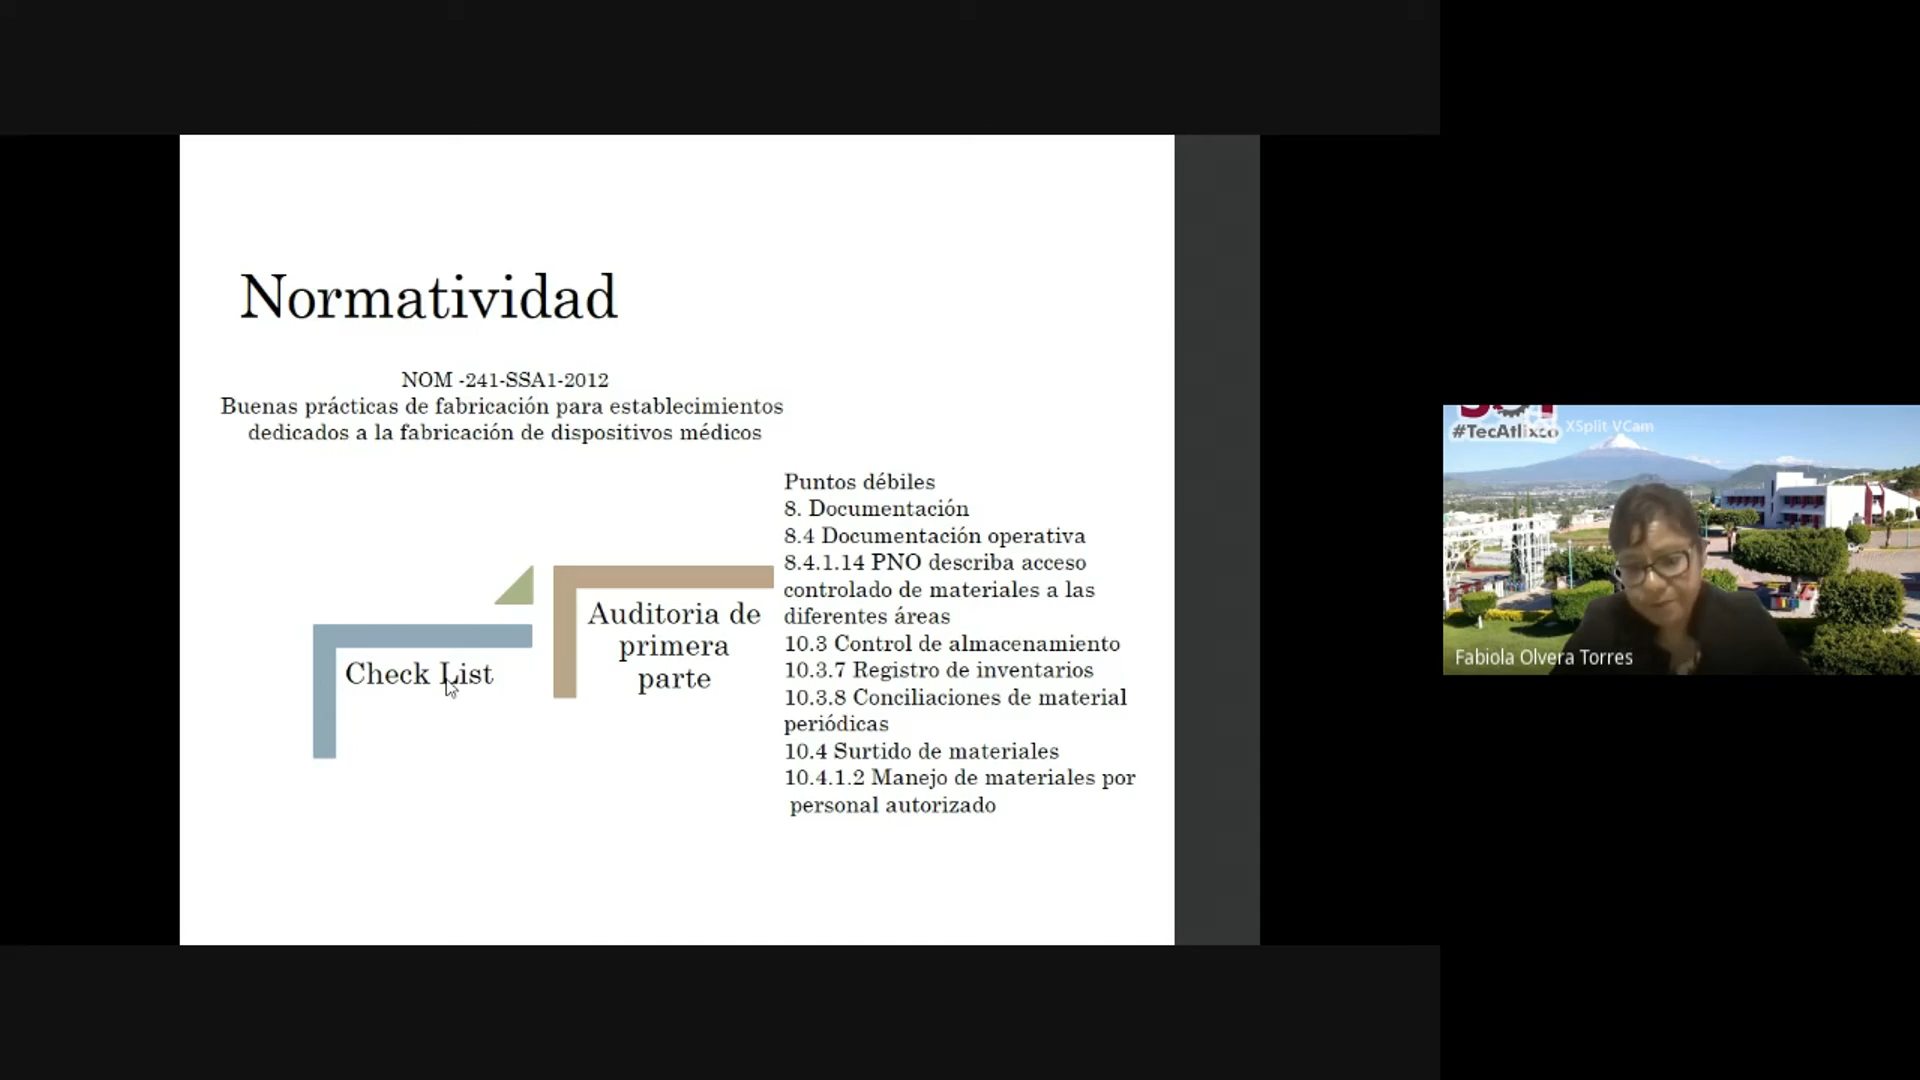 Normatividad
NOM -241-SSA1-2012
Buenas prácticas de fabricación para establecimientos
dedicados a la fabricación de dispositivos médicos
Puntos débiles
8. Documentación
8.4 Documentación operativa
8.4.1.14 PNO describa acceso
controlado de materiales a las
diferentes áreas
10.3 Control de almacenamiento
10.3.7 Registro de inventarios
10.3.8 Conciliaciones de material
periódicas
10.4 Surtido de materiales
10.4.1.2 Manejo de materiales por
personal autorizado
Auditoria de
primera
parte
Check List
#TecAtlixco
XSplit VCam
Fabiola Olvera Torres